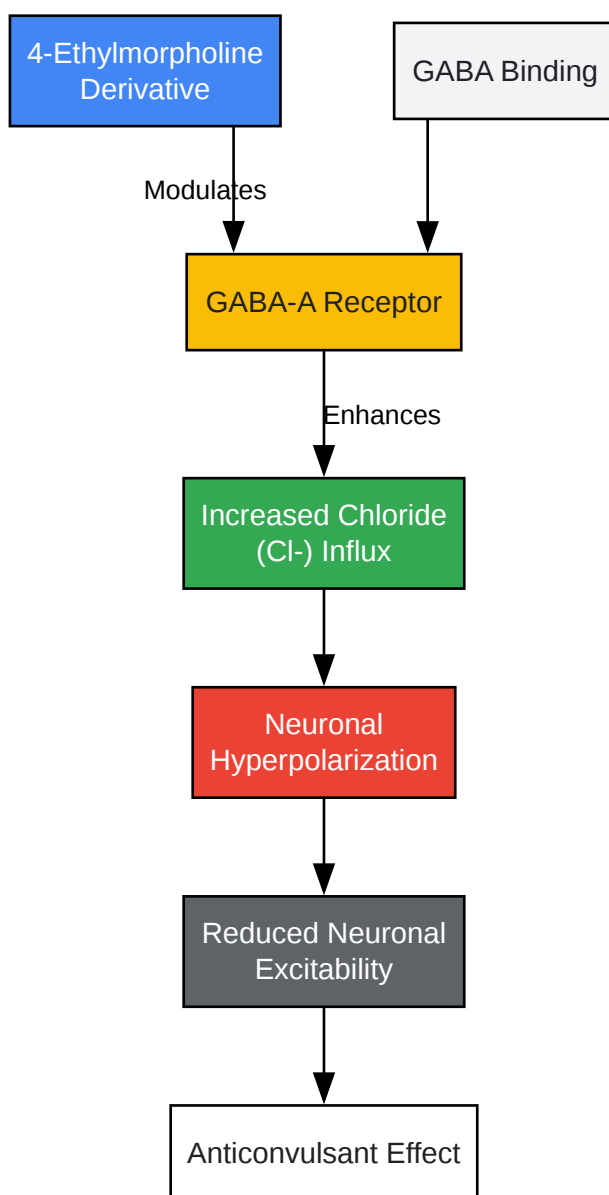 4-Ethylmorpholine
Derivative
GABA Binding
Modulates
GABA-A Receptor
Enhances
Increased Chloride
(Cl-) Influx
Neuronal
Hyperpolarization
Reduced Neuronal
Excitability
Anticonvulsant Effect